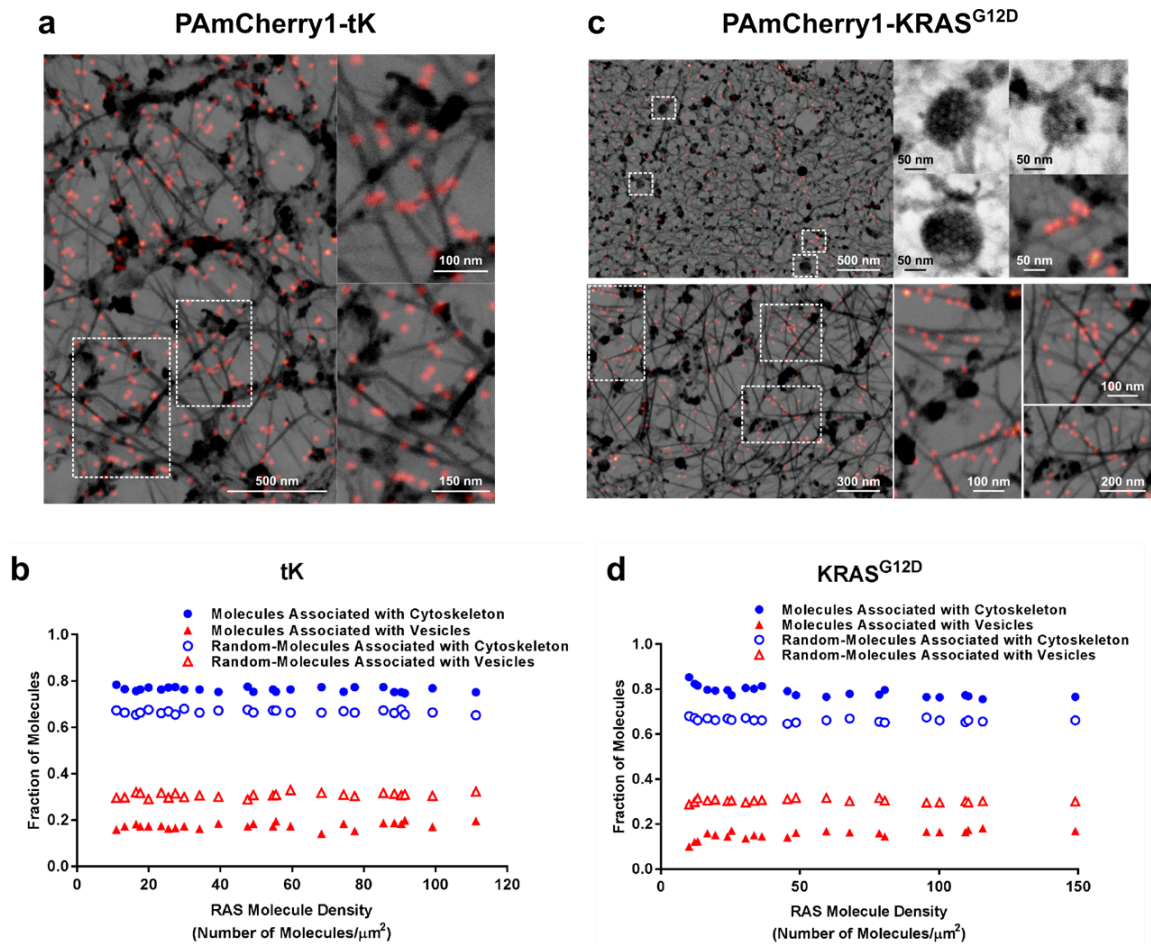 a
PAmCherry1-tK
100 nm
500 nm
150 nm
c
PAmCherry1-KRASG12D
500 nm
50 nm
50 nm
50 nm
50 nm
300 nm
100 nm
100 nm
200 nm
b
tK
Molecules Associated with Cytoskeleton
Molecules Associated with Vesicles
Random-Molecules Associated with Cytoskeleton
Random-Molecules Associated with Vesicles
Fraction of Molecules
1.0
0.8
0.6
0.4
0.2
0.0
0 20 40 60 80 100 120
RAS Molecule Density
(Number of Molecules/μm2)
d
KRASG12D
Molecules Associated with Cytoskeleton
Molecules Associated with Vesicles
Random-Molecules Associated with Cytoskeleton
Random-Molecules Associated with Vesicles
Fraction of Molecules
1.0
0.8
0.6
0.4
0.2
0.0
0 50 100 150
RAS Molecule Density
(Number of Molecules/μm2)